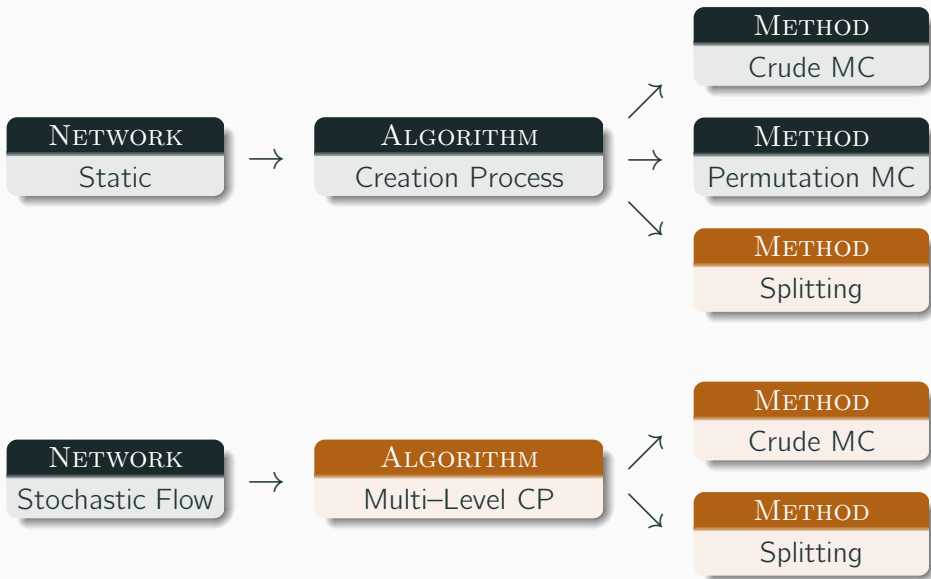 METHOD
Crude MC
NETWORK
Static
ALGORITHM
Creation Process
METHOD
Permutation MC
METHOD
Splitting
METHOD
Crude MC
NETWORK
Stochastic Flow
ALGORITHM
Multi–Level CP
METHOD
Splitting